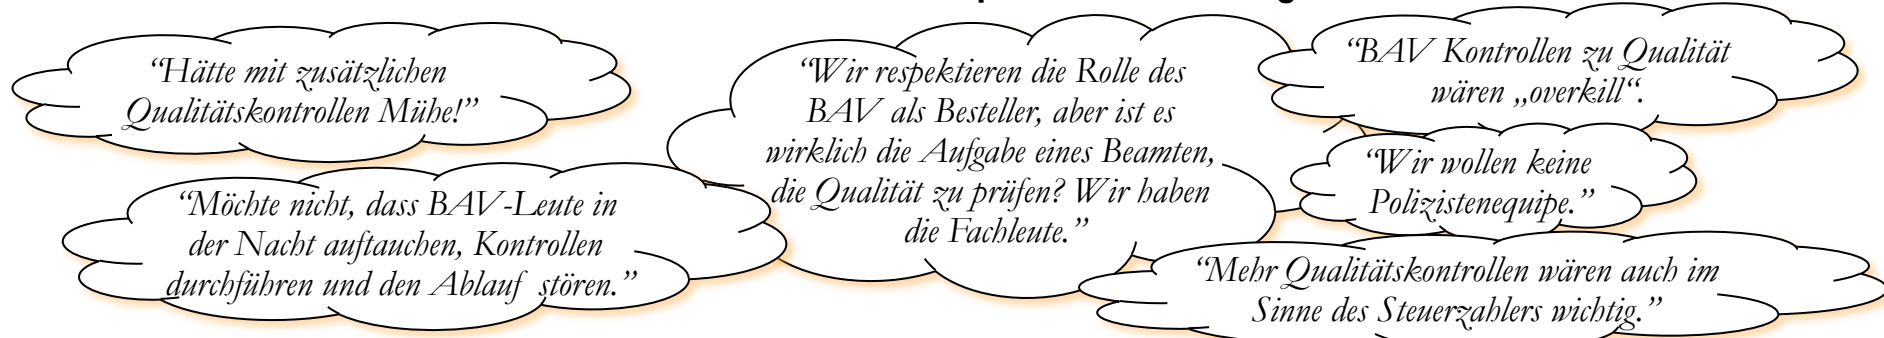 “Hätte mit zusätzlichen
Qualitätskontrollen Mühe!”
“Möchte nicht, dass BAV-Leute in
der Nacht auftauchen, Kontrollen
durchführen und den Ablauf stören.”
“Wir respektieren die Rolle des
BAV als Besteller, aber ist es
wirklich die Aufgabe eines Beamten,
die Qualität zu prüfen? Wir haben
die Fachleute.”
“BAV Kontrollen zu Qualität
wären „overkill“.
“Wir wollen keine
Polizistenequipe.”
“Mehr Qualitätskontrollen wären auch im
Sinne des Steuerzahlers wichtig.”